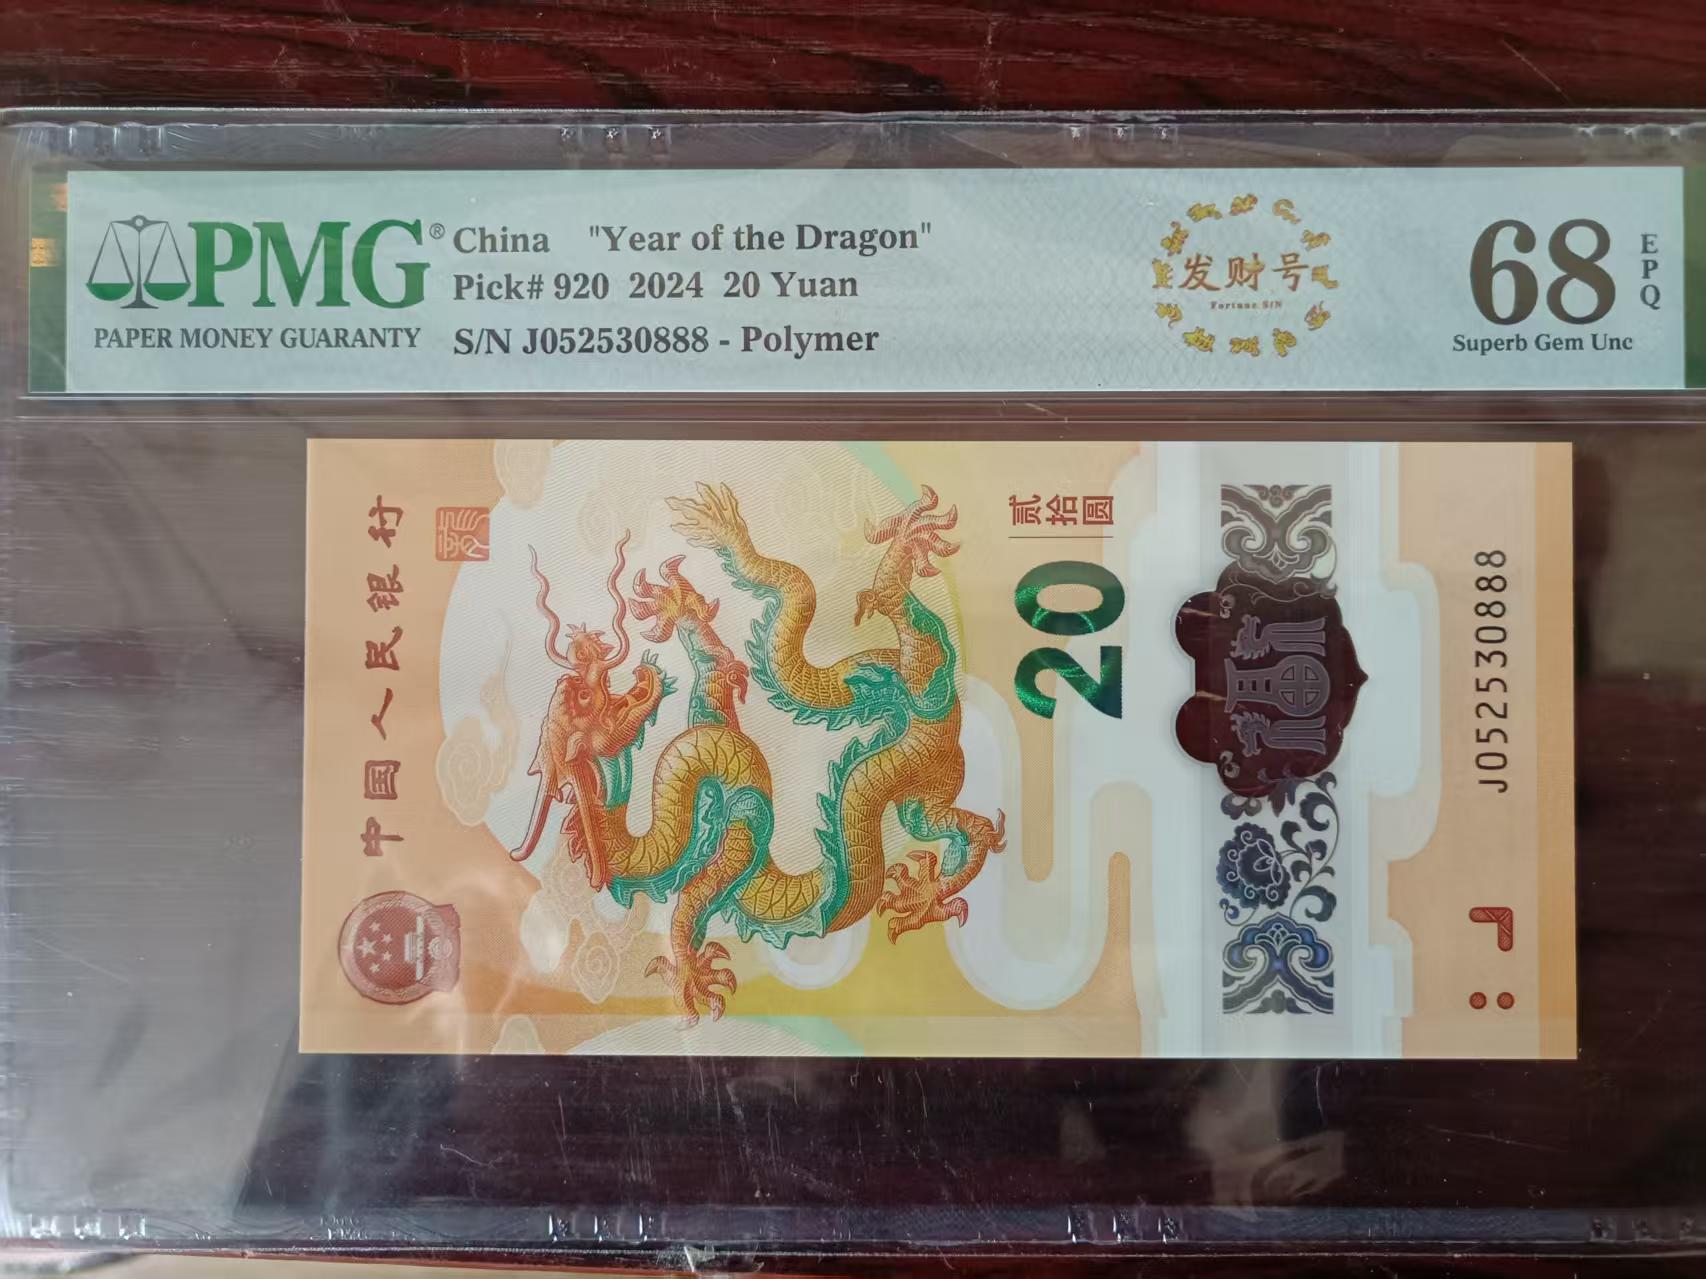 PMG®
PAPER MONEY GUARANTY
China "Year of the Dragon"
Pick# 920 2024 20 Yuan
S/N J052530888 - Polymer
发财号
Fortune S/N
68
EPQ
Superb Gem Unc
中国人民银行
贰拾圆
20
J052530888